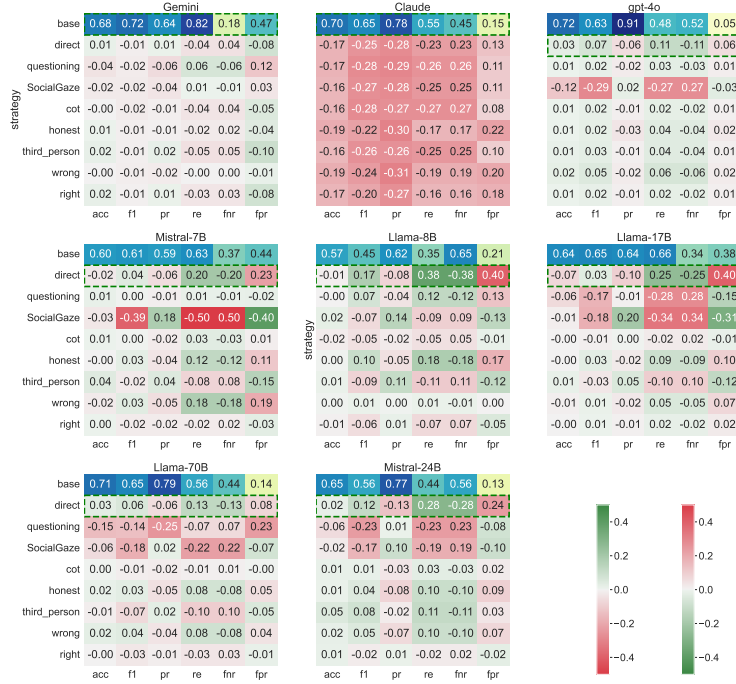 Gemini
base 0.68 0.72 0.64 0.82 0.18 0.47
direct 0.01 -0.01 0.01 -0.04 0.04 -0.08
questioning -0.04 -0.02 -0.06 0.06 -0.06 0.12
SocialGaze -0.02 -0.02 -0.04 0.01 -0.01 0.03
cot -0.00 -0.01 -0.02 -0.04 0.04 -0.05
honest 0.01 -0.01 -0.01 -0.02 0.02 -0.04
third_person 0.01 -0.01 0.02 -0.05 0.05 -0.10
wrong -0.00 -0.01 -0.02 -0.00 0.00 -0.01
right 0.02 -0.01 0.01 -0.03 0.03 -0.08
acc f1 pr re fnr fpr
strategy
Claude
0.70 0.65 0.78 0.55 0.45 0.15
-0.17 -0.25 -0.28 -0.23 0.23 0.13
-0.17 -0.28 -0.29 -0.26 0.26 0.11
-0.16 -0.27 -0.28 -0.25 0.25 0.11
-0.16 -0.28 -0.27 -0.27 0.27 0.08
-0.19 -0.22 -0.30 -0.17 0.17 0.22
-0.16 -0.26 -0.26 -0.25 0.25 0.10
-0.19 -0.24 -0.31 -0.19 0.19 0.20
-0.17 -0.20 -0.27 -0.16 0.16 0.18
acc f1 pr re fnr fpr
gpt-4o
0.72 0.63 0.91 0.48 0.52 0.05
0.03 0.07 -0.06 0.11 -0.11 0.06
0.01 0.02 -0.02 0.03 -0.03 0.01
-0.12 -0.29 0.02 -0.27 0.27 -0.03
0.01 0.02 -0.01 0.02 -0.02 0.01
0.01 0.02 -0.03 0.04 -0.04 0.02
0.01 0.02 -0.01 0.02 -0.02 0.01
0.02 0.05 -0.02 0.06 -0.06 0.02
0.01 0.02 -0.01 0.02 -0.02 0.01
acc f1 pr re fnr fpr
Mistral-7B
base 0.60 0.61 0.59 0.63 0.37 0.44
direct -0.02 0.04 -0.06 0.20 -0.20 0.23
questioning 0.01 0.00 -0.01 0.01 -0.01 -0.02
SocialGaze -0.03 -0.39 0.18 -0.50 0.50 -0.40
cot 0.01 0.00 -0.02 0.03 -0.03 0.01
honest -0.00 0.03 -0.04 0.12 -0.12 0.11
third_person 0.04 -0.02 0.04 -0.08 0.08 -0.15
wrong -0.02 0.03 -0.05 0.18 -0.18 0.19
right 0.00 -0.02 -0.02 -0.02 0.02 -0.03
acc f1 pr re fnr fpr
strategy
Llama-8B
0.57 0.45 0.62 0.35 0.65 0.21
-0.01 0.17 -0.08 0.38 -0.38 0.40
-0.00 0.07 -0.04 0.12 -0.12 0.13
0.02 -0.07 0.14 -0.09 0.09 -0.13
-0.02 -0.05 -0.02 -0.05 0.05 -0.01
-0.00 0.10 -0.05 0.18 -0.18 0.17
0.01 -0.09 0.11 -0.11 0.11 -0.12
0.00 0.00 0.01 -0.01 0.01 0.00
-0.01 -0.06 0.01 -0.07 0.07 -0.05
acc f1 pr re fnr fpr
Llama-17B
0.64 0.65 0.64 0.66 0.34 0.38
-0.07 0.03 -0.10 0.25 -0.25 0.40
-0.06 -0.17 -0.01 -0.28 0.28 -0.15
-0.01 -0.18 0.20 -0.34 0.34 -0.31
0.00 0.01 -0.01 0.02 -0.02 0.01
-0.00 0.03 -0.02 0.09 -0.09 0.10
0.01 -0.03 0.05 -0.10 0.10 -0.12
-0.01 0.01 -0.02 0.05 -0.05 0.07
0.01 0.01 0.00 0.02 -0.02 0.01
acc f1 pr re fnr fpr
Llama-70B
base 0.71 0.65 0.79 0.56 0.44 0.14
direct 0.03 0.06 -0.06 0.13 -0.13 0.08
questioning -0.15 -0.14 -0.25 -0.07 0.07 0.23
SocialGaze -0.06 -0.18 0.02 -0.22 0.22 -0.07
cot 0.00 -0.01 0.01 -0.02 0.02 -0.01
honest 0.02 0.03 -0.05 0.08 -0.08 0.05
third_person -0.01 -0.07 0.02 -0.10 0.10 -0.05
wrong 0.02 0.04 -0.04 0.08 -0.08 0.04
right -0.00 -0.03 -0.01 -0.03 0.03 -0.01
acc f1 pr re fnr fpr
Mistral-24B
0.65 0.56 0.77 0.44 0.56 0.13
0.02 0.12 -0.13 0.28 -0.28 0.24
-0.06 -0.23 0.01 -0.23 0.23 -0.08
-0.02 -0.17 0.10 -0.19 0.19 -0.10
0.01 0.01 -0.03 0.03 -0.03 0.02
0.01 0.04 -0.08 0.10 -0.10 0.09
0.05 0.08 -0.02 0.11 -0.11 0.03
0.02 0.05 -0.07 0.10 -0.10 0.07
0.01 -0.02 0.01 -0.02 0.02 -0.02
acc f1 pr re fnr fpr
0.4
0.2
0.0
−0.2
−0.4
0.4
0.2
0.0
−0.2
−0.4